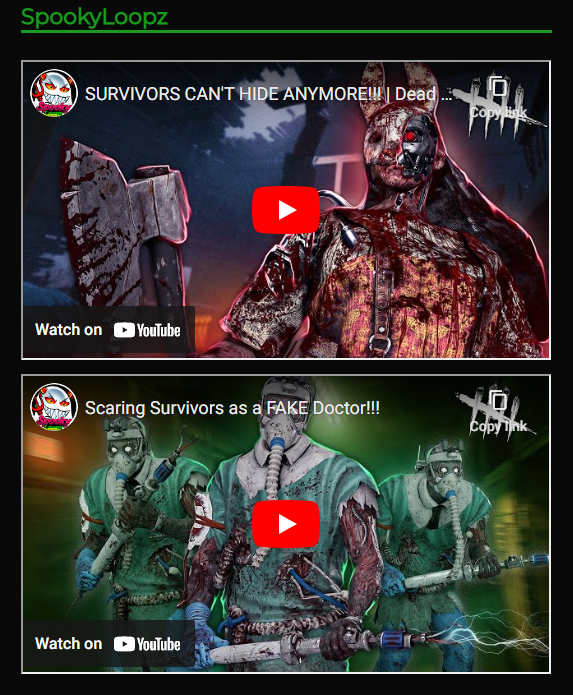 SpookyLoopz
SURVIVORS CAN'T HIDE ANYMORE!!! | Dead ...
Copy link
Watch on YouTube
Scaring Survivors as a FAKE Doctor!!!
Copy link
Watch on YouTube